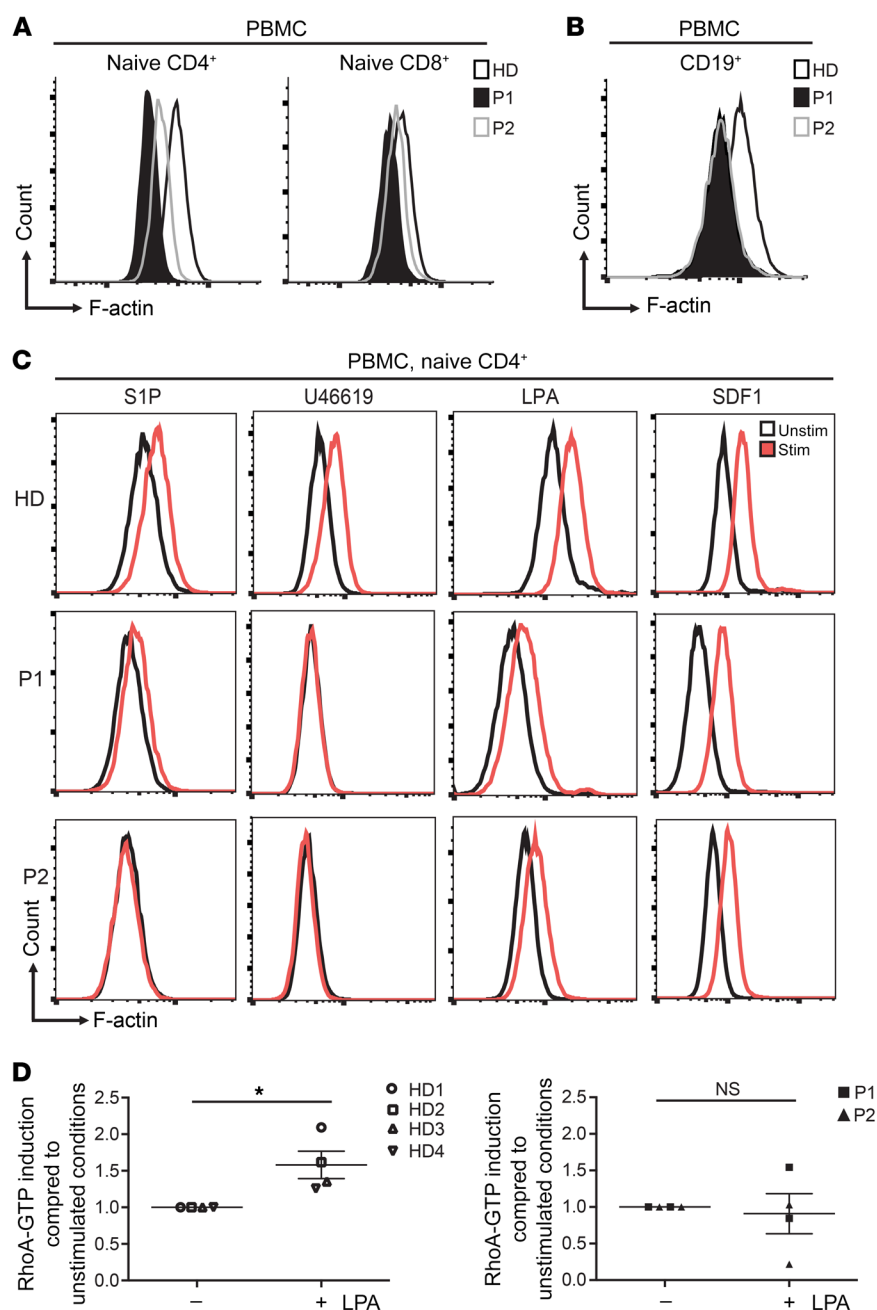 A
PBMC
Naive CD4+
Naive CD8+
HD
P1
P2
Count
F-actin
B
PBMC
CD19+
HD
P1
P2
Count
F-actin
C
PBMC, naive CD4+
S1P
U46619
LPA
SDF1
Unstim
Stim
HD
P1
P2
Count
F-actin
D
RhoA-GTP induction
compred to
unstimulated conditions
2.5
2.0
1.5
1.0
0.5
0.0
*
HD1
HD2
HD3
HD4
– + LPA
RhoA-GTP induction
compred to
unstimulated conditions
2.5
2.0
1.5
1.0
0.5
0.0
NS
P1
P2
– + LPA